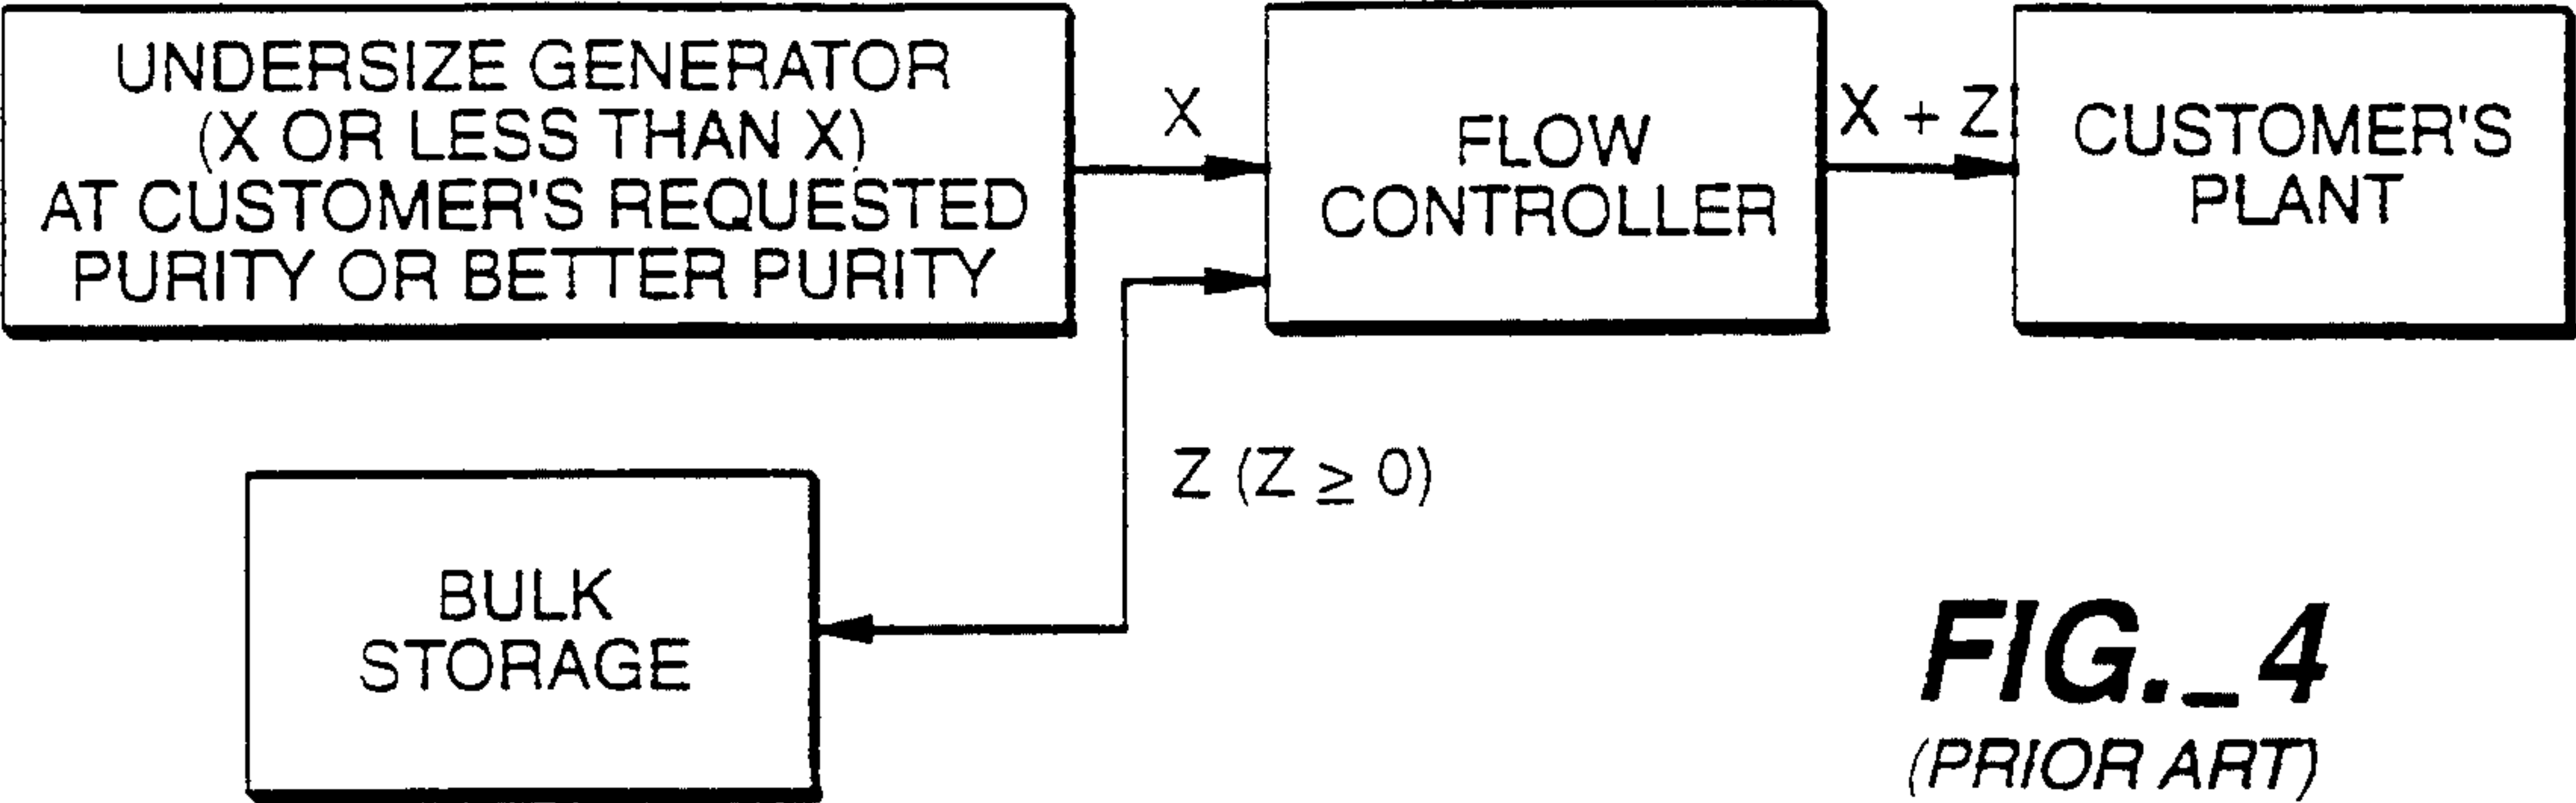 UNDERSIZE GENERATOR
(X OR LESS THAN X)
AT CUSTOMER'S REQUESTED
PURITY OR BETTER PURITY
X
FLOW
CONTROLLER
X + Z
CUSTOMER'S
PLANT
Z (Z ≥ 0)
BULK
STORAGE
FIG._4
(PRIOR ART)